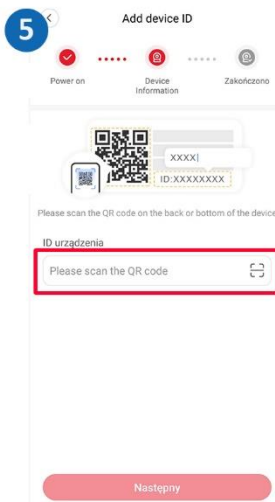 5
Add device ID
Power on
Device
Information
Zakończono
XXXX
ID:XXXXXXXX
Please scan the QR code on the back or bottom of the device
ID urządzenia
Please scan the QR code
Następny